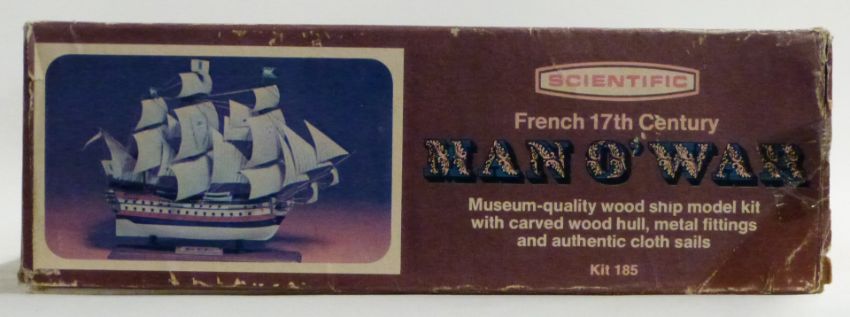 SCIENTIFIC
French 17th Century
MAN O' WAR
Museum-quality wood ship model kit
with carved wood hull, metal fittings
and authentic cloth sails
Kit 185